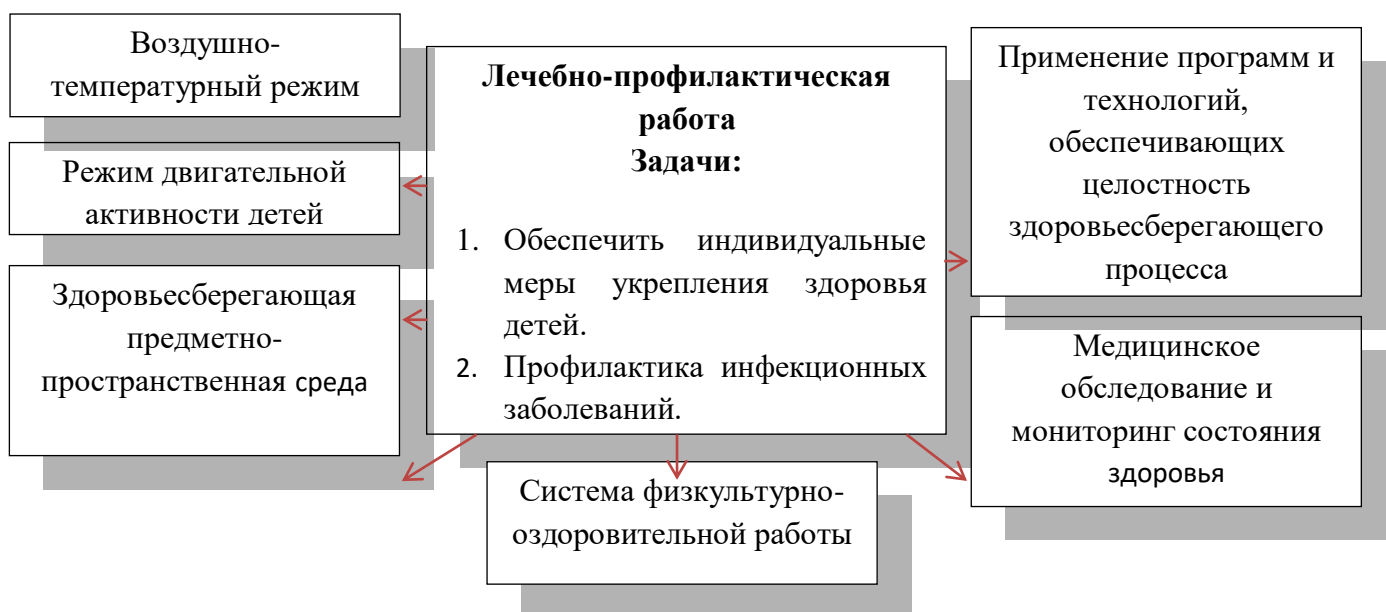 Воздушно-
температурный режим
Режим двигательной
активности детей
Здоровьесберегающая
предметно-
пространственная среда
Лечебно-профилактическая
работа
Задачи:
1. Обеспечить индивидуальные
меры укрепления здоровья
детей.
2. Профилактика инфекционных
заболеваний.
Система физкультурно-
оздоровительной работы
Применение программ и
технологий,
обеспечивающих
целостность
здоровьесберегающего
процесса
Медицинское
обследование и
мониторинг состояния
здоровья